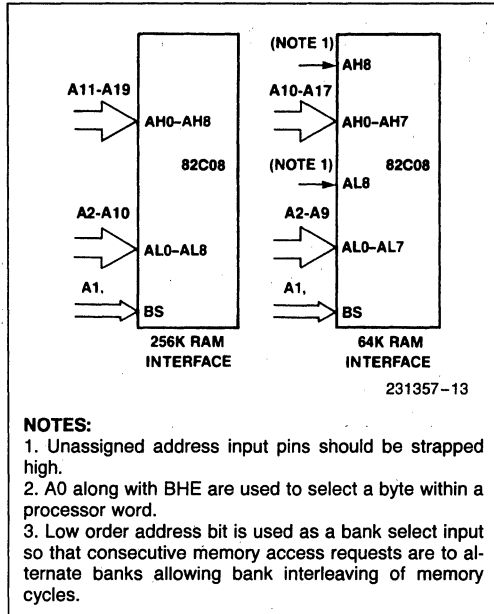 (NOTE 1)
AH8
A11-A19
A10-A17
AH0–AH8
AH0–AH7
82C08
82C08
(NOTE 1)
AL8
A2-A10
A2-A9
AL0–AL8
AL0–AL7
A1,
A1,
BS
BS
256K RAM
INTERFACE
64K RAM
INTERFACE
231357–13
NOTES:
1. Unassigned address input pins should be strapped
high.
2. A0 along with BHE are used to select a byte within a
processor word.
3. Low order address bit is used as a bank select input
so that consecutive memory access requests are to al-
ternate banks allowing bank interleaving of memory
cycles.